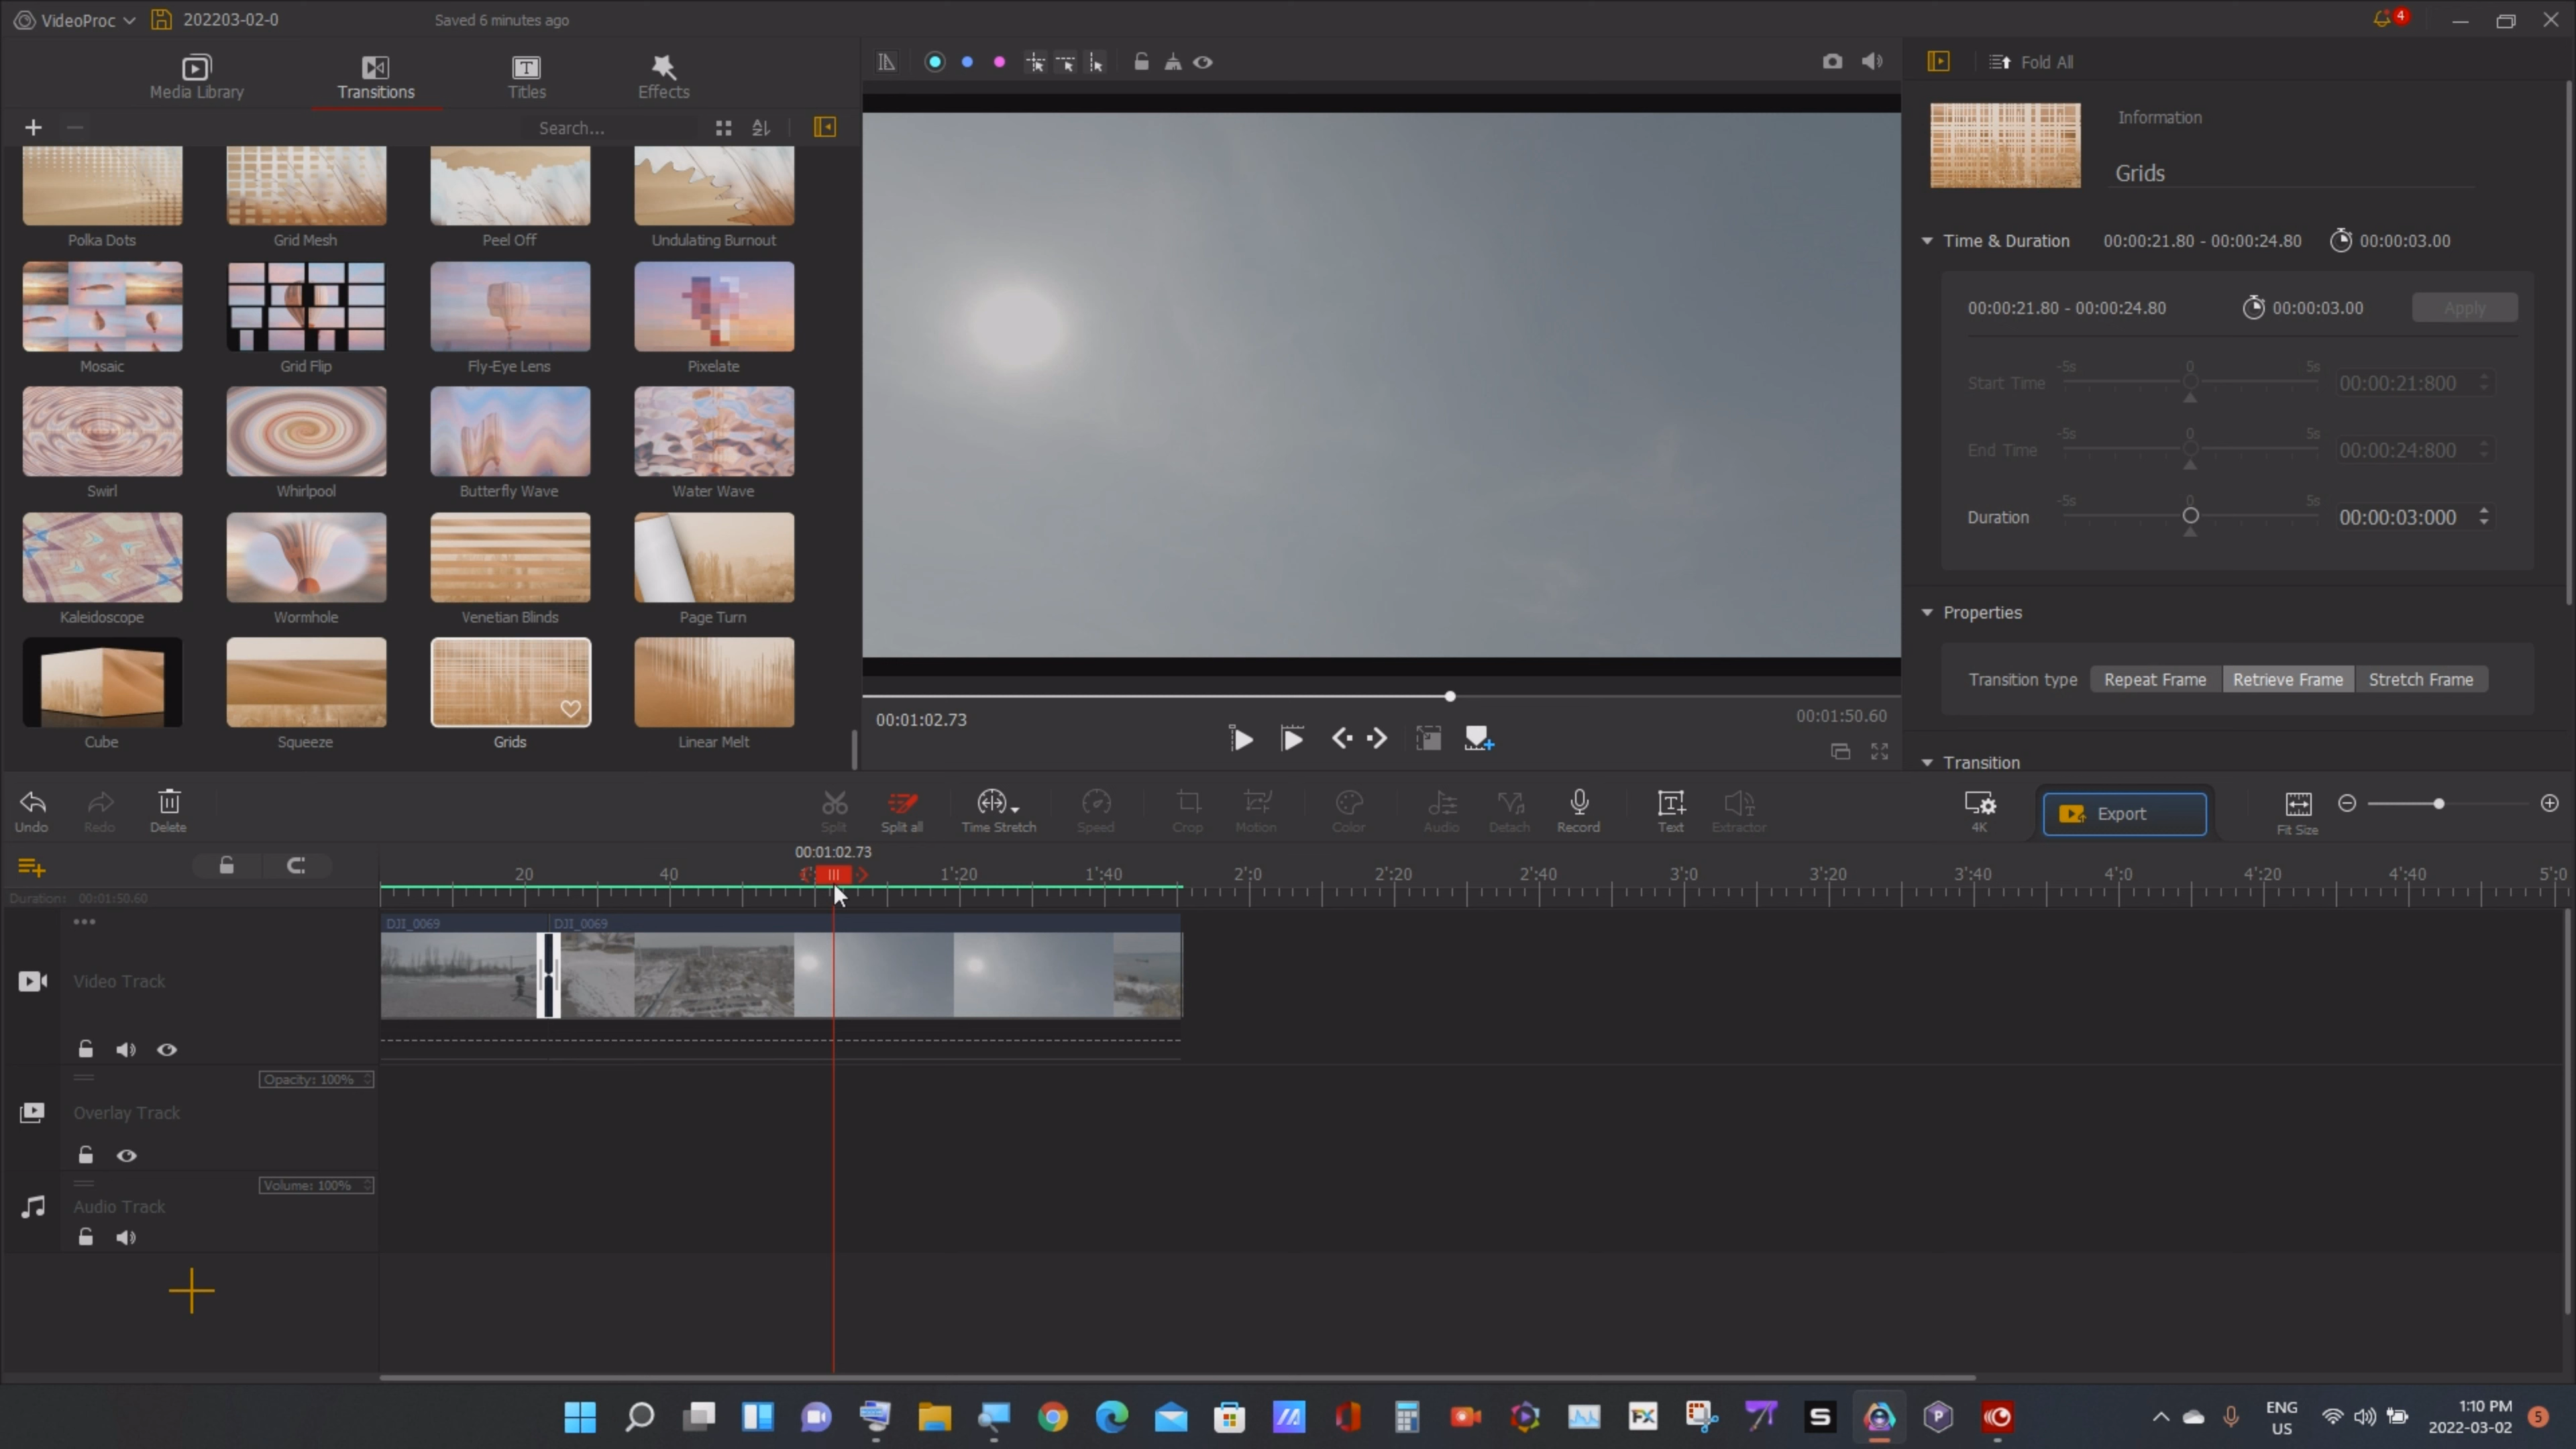 VideoProc 202203-02-0 Saved 6 minutes ago 4
Media Library Transitions Titles Effects
Search...
Polka Dots Grid Mesh Peel Off Undulating Burnout
Mosaic Grid Flip Fly-Eye Lens Pixelate
Swirl Whirlpool Butterfly Wave Water Wave
Kaleidoscope Wormhole Venetian Blinds Page Turn
Cube Squeeze Grids Linear Melt
00:01:02.73 00:01:50.60
Fold All
Information
Grids
Time & Duration 00:00:21.80 - 00:00:24.80 00:00:03.00
00:00:21.80 - 00:00:24.80 00:00:03.00 Apply
-5s 0 5s
Start Time 00:00:21:800
-5s 0 5s
End Time 00:00:24:800
-5s 0 5s
Duration 00:00:03:000
Properties
Transition type Repeat Frame Retrieve Frame Stretch Frame
Transition
Undo Redo Delete Split Split all Time Stretch Speed Crop Motion Color Audio Detach Record Text Extractor 4K Export Fit Size
00:01:02.73
20 40 1'20 1'40 2'0 2'20 2'40 3'0 3'20 3'40 4'0 4'20 4'40 5'0
Duration: 00:01:50.60
DJI_0069 DJI_0069
Video Track
Opacity: 100%
Overlay Track
Volume: 100%
Audio Track
ENG
US
1:10 PM
2022-03-02
5
FX
S
P